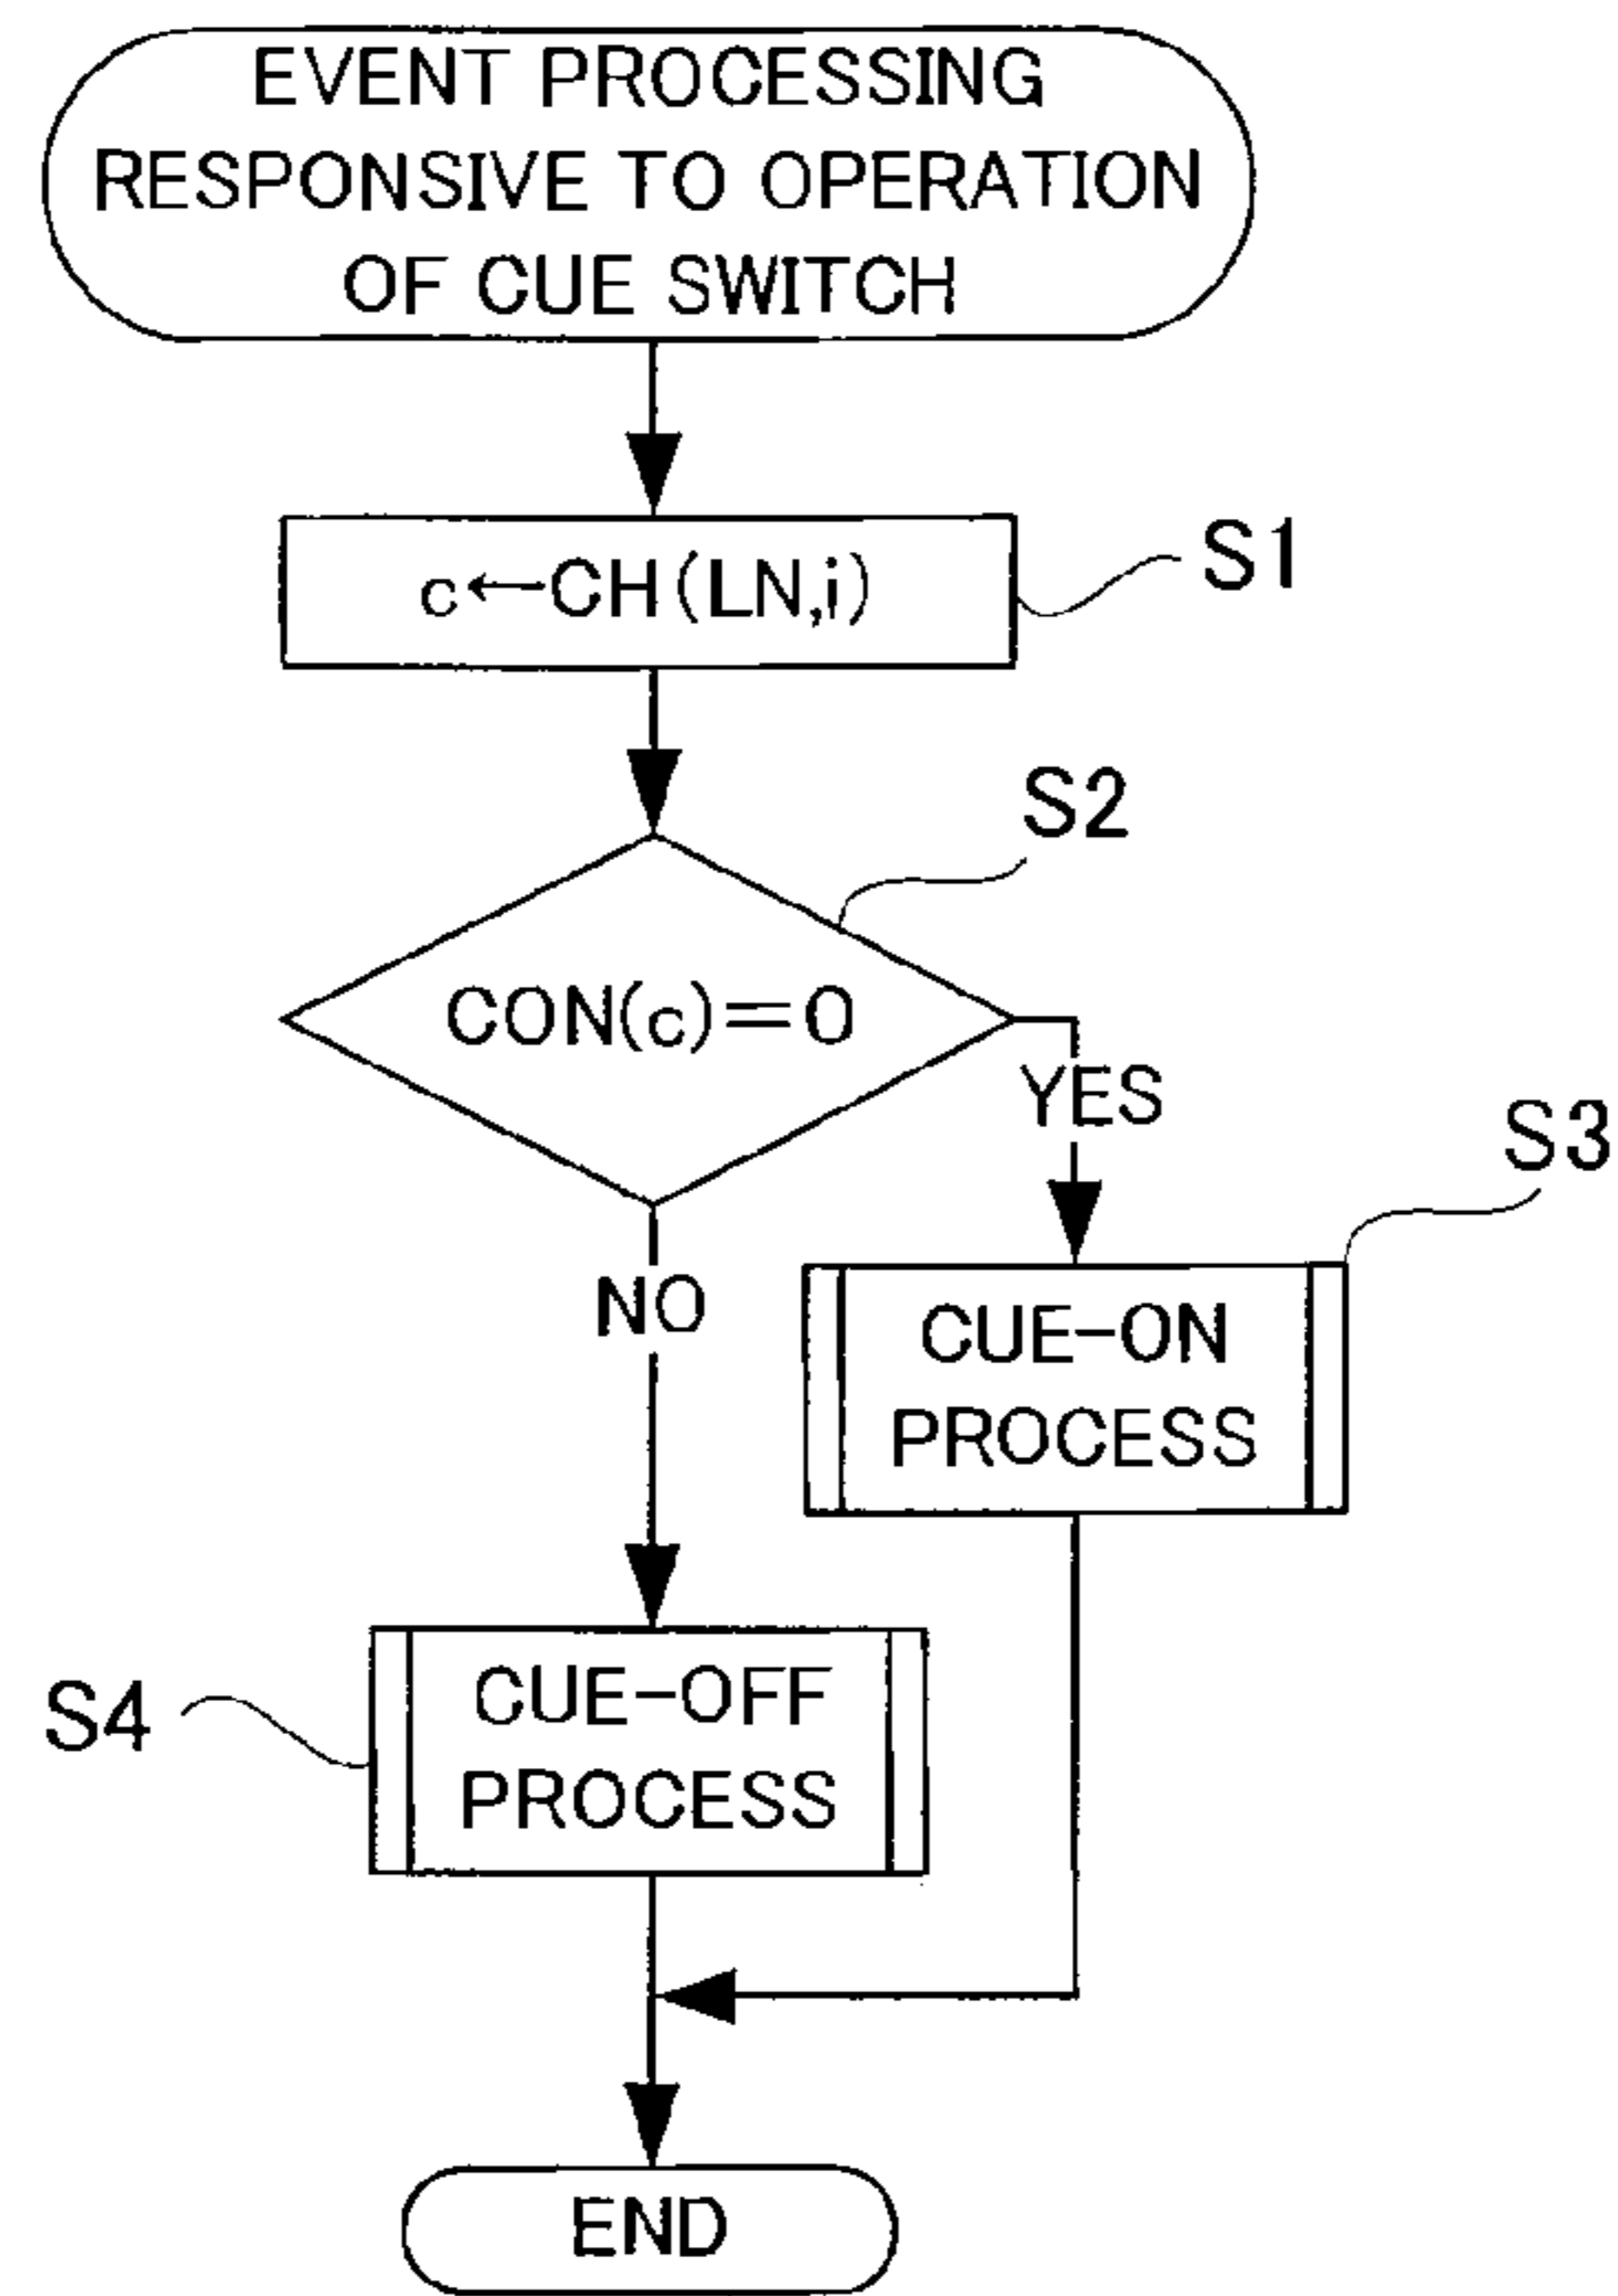 EVENT PROCESSING
RESPONSIVE TO OPERATION
OF CUE SWITCH
c←CH(LN,i)
S1
S2
CON(c)=0
YES
S3
NO
CUE-ON
PROCESS
S4
CUE-OFF
PROCESS
END